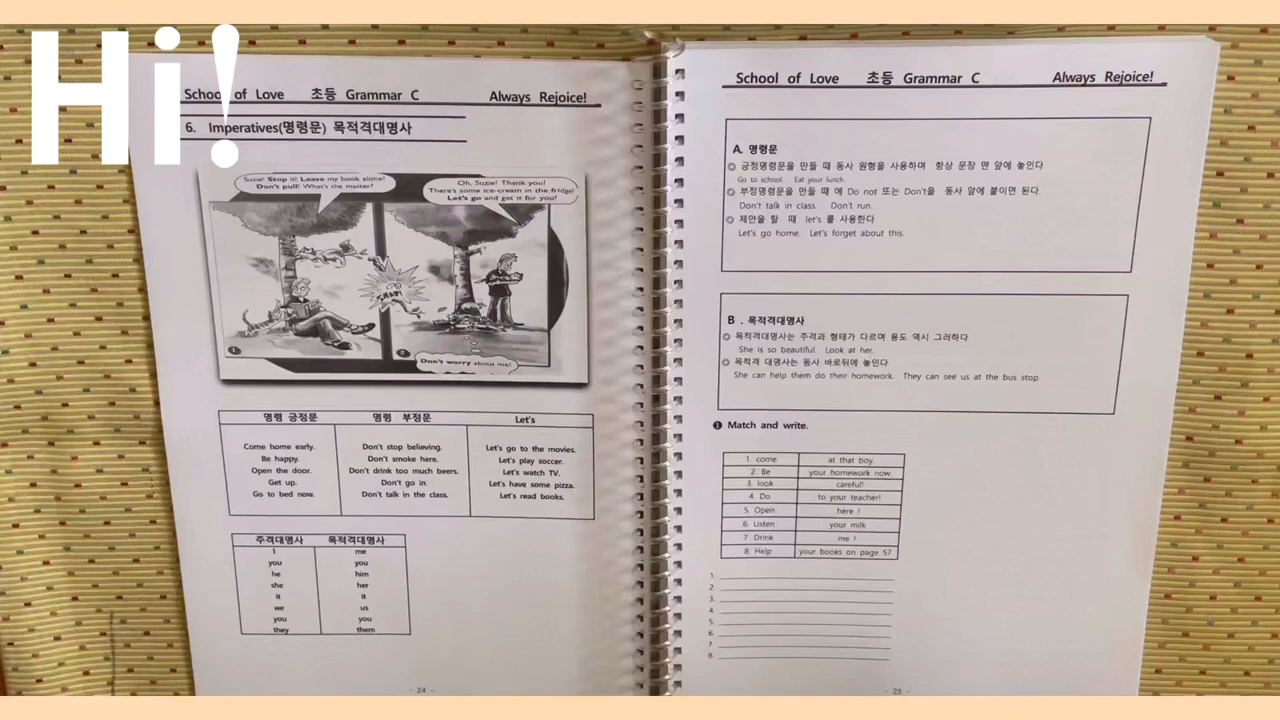 Hi!
School of Love 초등 Grammar C Always Rejoice!
6. Imperatives(명령문) 목적격대명사
Suzie! Stop it! Leave my book alone!
Don't pull! What's the matter?
Oh, Suzie! Thank you!
There's some ice-cream in the fridge!
Let's go and get it for you!
SNAP!
1
2
Don't worry about me!
명령 긍정문 명령 부정문 Let's
Come home early. Don't stop believing. Let's go to the movies.
Be happy. Don't smoke here. Let's play soccer.
Open the door. Don't drink too much beers. Let's watch TV.
Get up. Don't go in. Let's have some pizza.
Go to bed now. Don't talk in the class. Let's read books.
주격대명사 목적격대명사
I me
you you
he him
she her
it it
we us
you you
they them
- 24 -
School of Love 초등 Grammar C Always Rejoice!
A. 명령문
◎ 긍정명령문을 만들 때 동사 원형을 사용하며 항상 문장 맨 앞에 놓인다
Go to school. Eat your lunch.
◎ 부정명령문을 만들 때 에 Do not 또는 Don't을 동사 앞에 붙이면 된다.
Don't talk in class. Don't run.
◎ 제안을 할 때 let's 를 사용한다
Let's go home. Let's forget about this.
B . 목적격대명사
◎ 목적격대명사는 주격과 형태가 다르며 용도 역시 그러하다.
She is so beautiful. Look at her.
◎ 목적격 대명사는 동사 바로뒤에 놓인다
She can help them do their homework. They can see us at the bus stop.
❶ Match and write.
1. come at that boy.
2. Be your homework now.
3. look careful!
4. Do to your teacher!
5. Open here !
6. Listen your milk
7. Drink me !
8. Help your books on page 57.
1.
2.
3.
4.
5.
6.
7.
8.
- 25 -